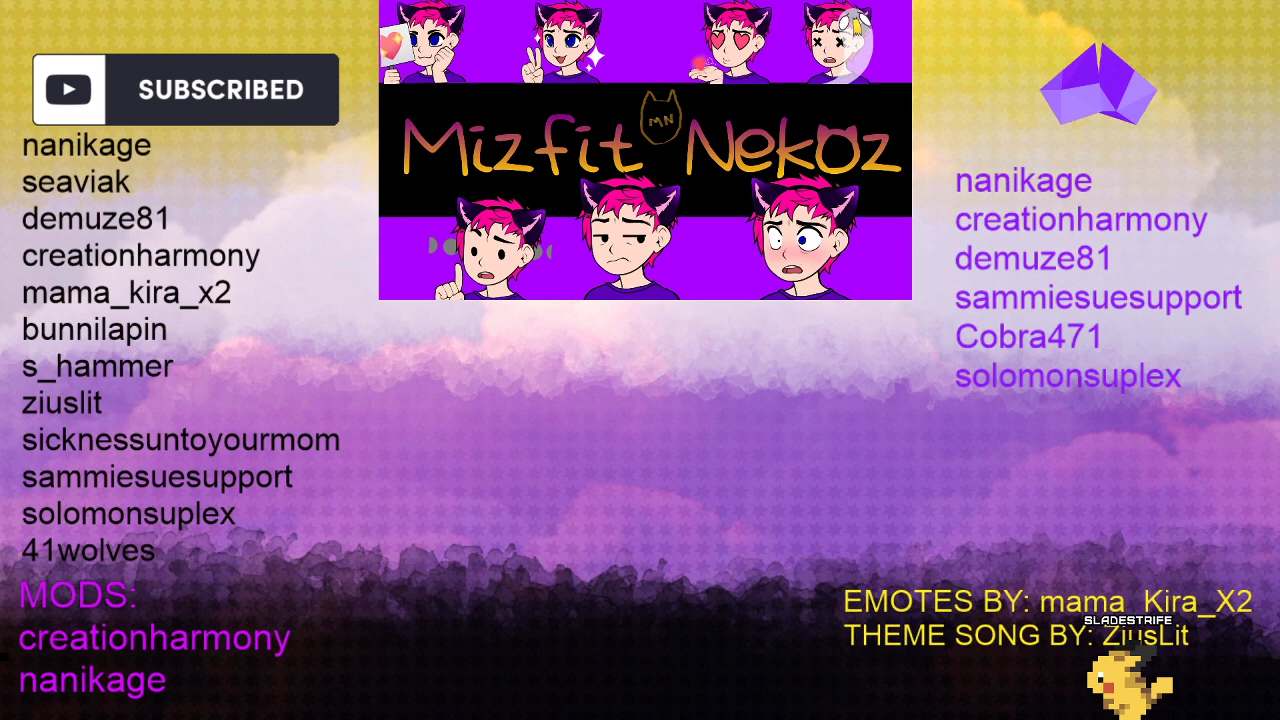 SUBSCRIBED
nanikage
seaviak
demuze81
creationharmony
mama_kira_x2
bunnilapin
s_hammer
ziuslit
sicknessuntoyourmom
sammiesuesupport
solomonsuplex
41wolves
MODS:
creationharmony
nanikage
Mizfit MN Nekoz
nanikage
creationharmony
demuze81
sammiesuesupport
Cobra471
solomonsuplex
EMOTES BY: mama_Kira_X2
SLADESTRIFE
THEME SONG BY: ZiusLit